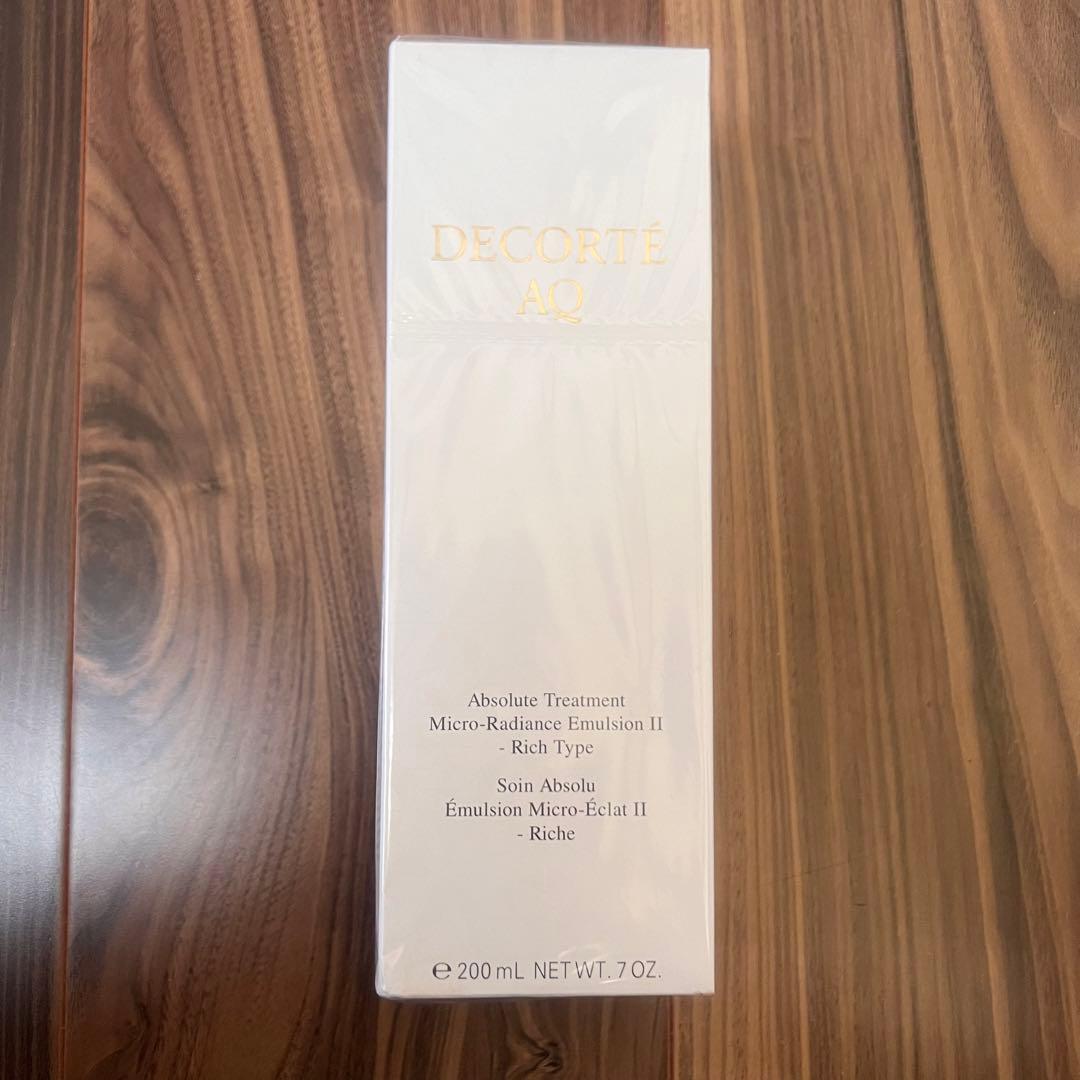 DECORTÉ
AQ
Absolute Treatment
Micro-Radiance Emulsion II
- Rich Type
Soin Absolu
Émulsion Micro-Éclat II
- Riche
℮ 200 mL NET WT. 7 OZ.